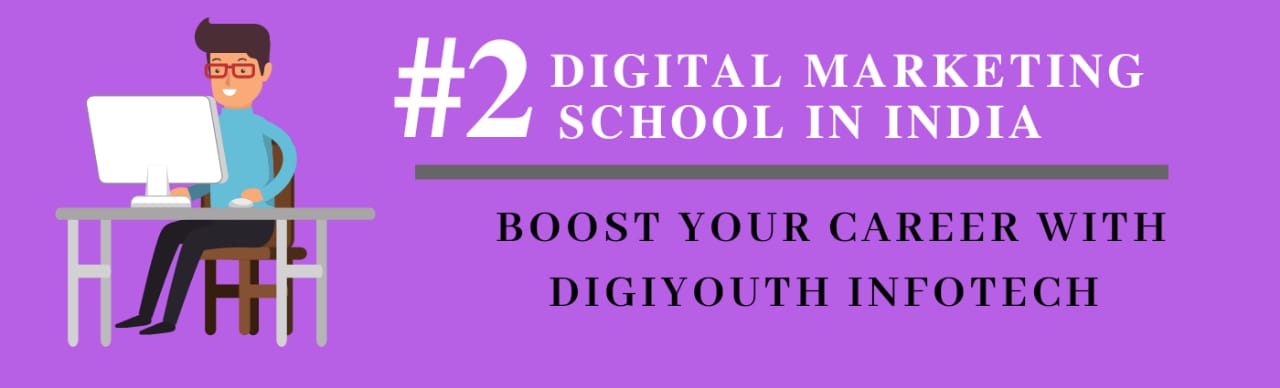 #2 DIGITAL MARKETING
SCHOOL IN INDIA
BOOST YOUR CAREER WITH
DIGIYOUTH INFOTECH